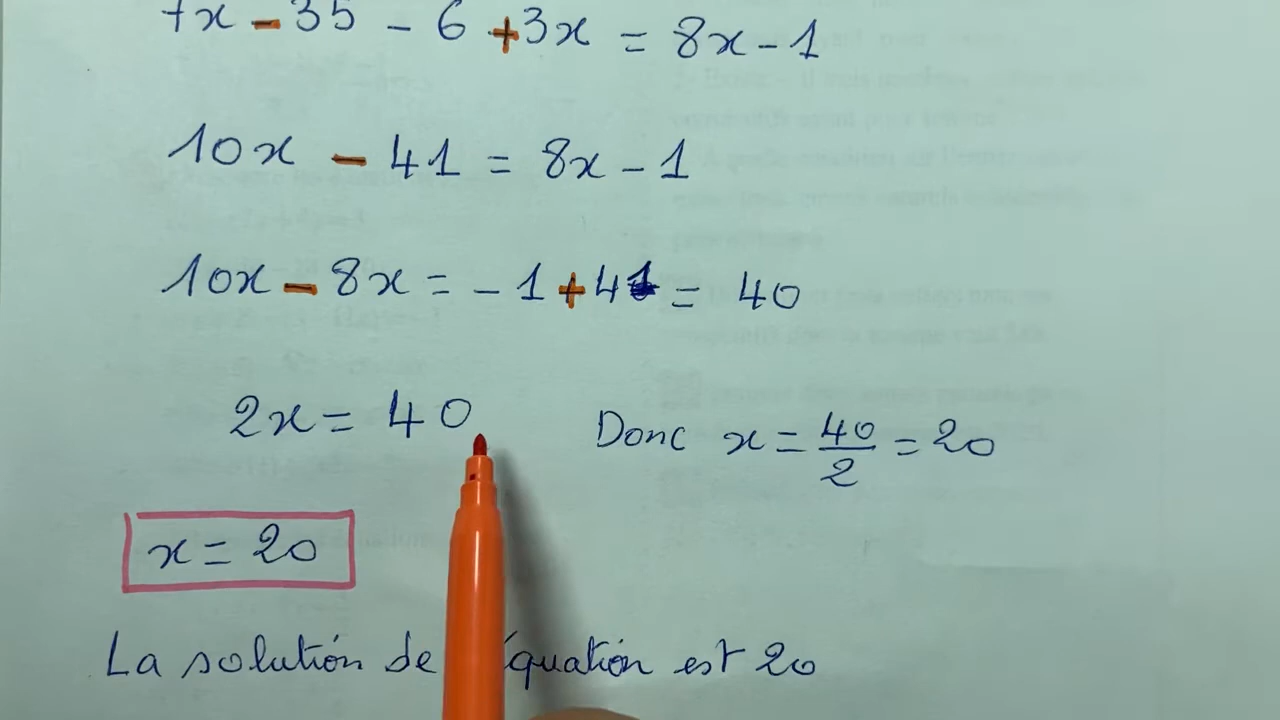 7x - 35 - 6 + 3x = 8x - 1
10x - 41 = 8x - 1
10x - 8x = - 1 + 41 = 40
2x = 40 Donc x = 40/2 = 20
x = 20
La solution de équation est 20